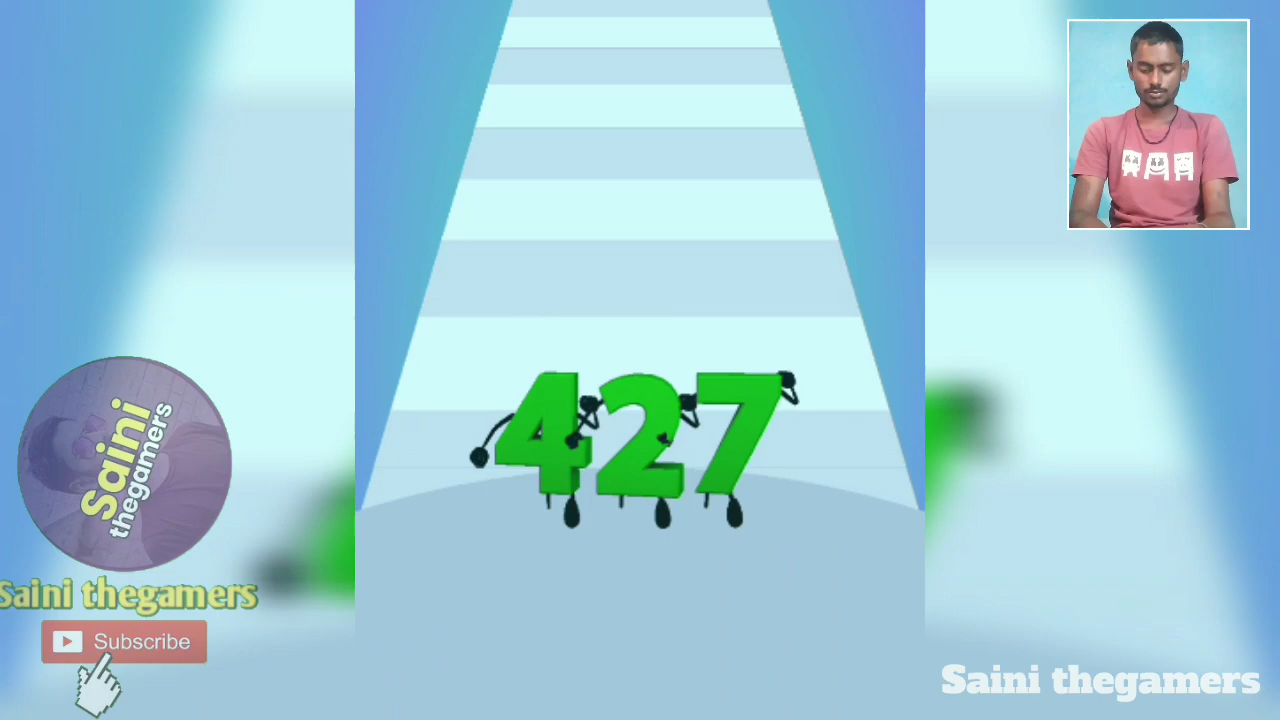 427
Saini
thegamers
Saini thegamers
Subscribe
Saini thegamers